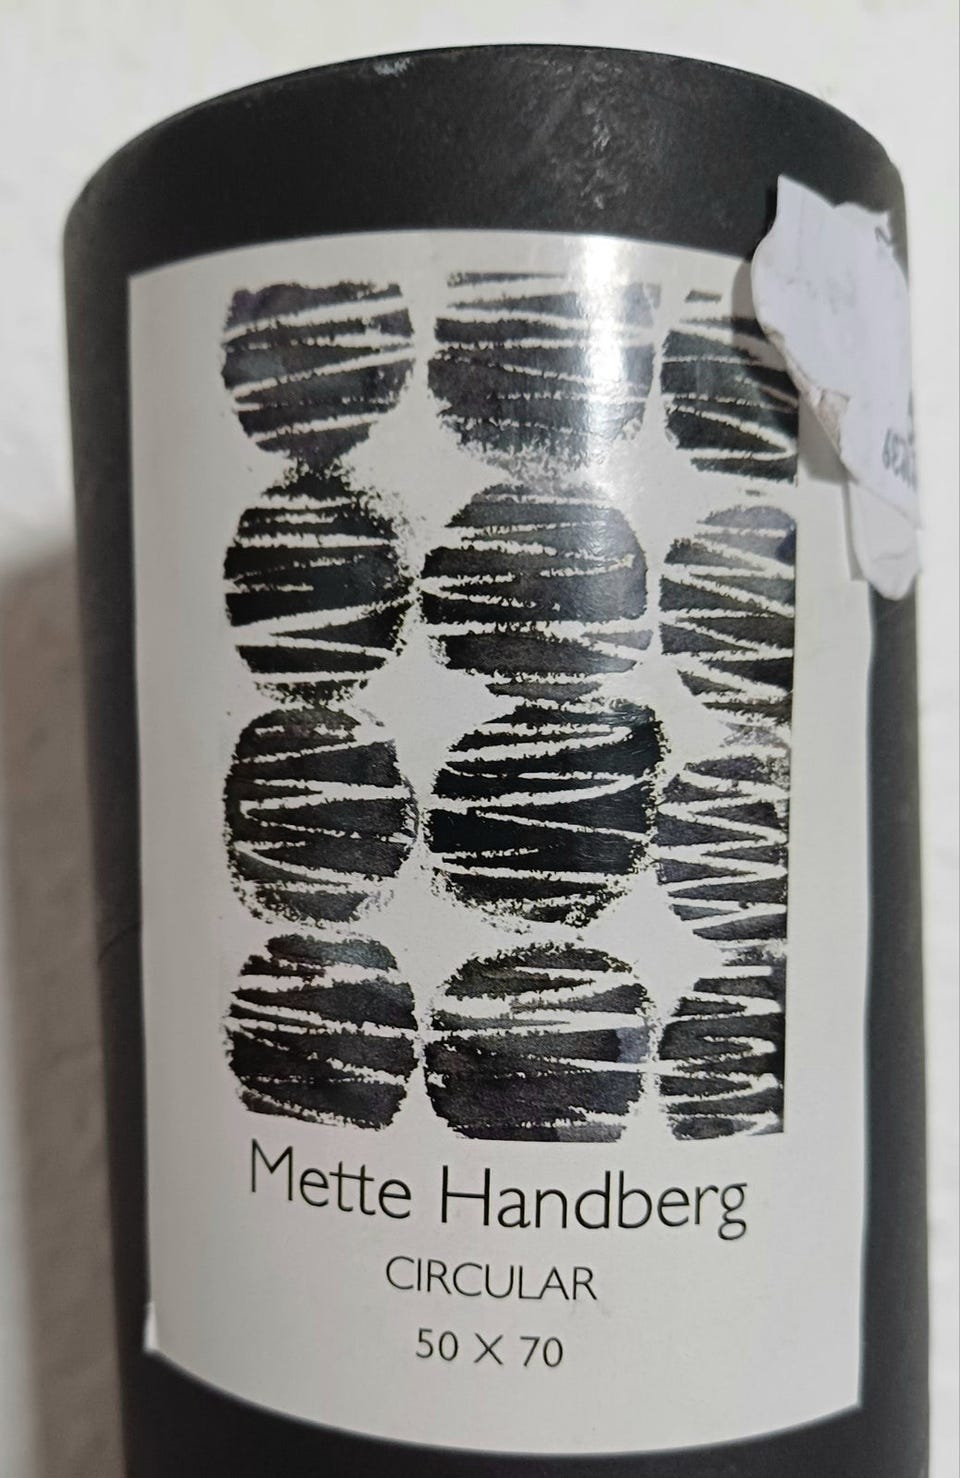 Mette Handberg
CIRCULAR
50 X 70